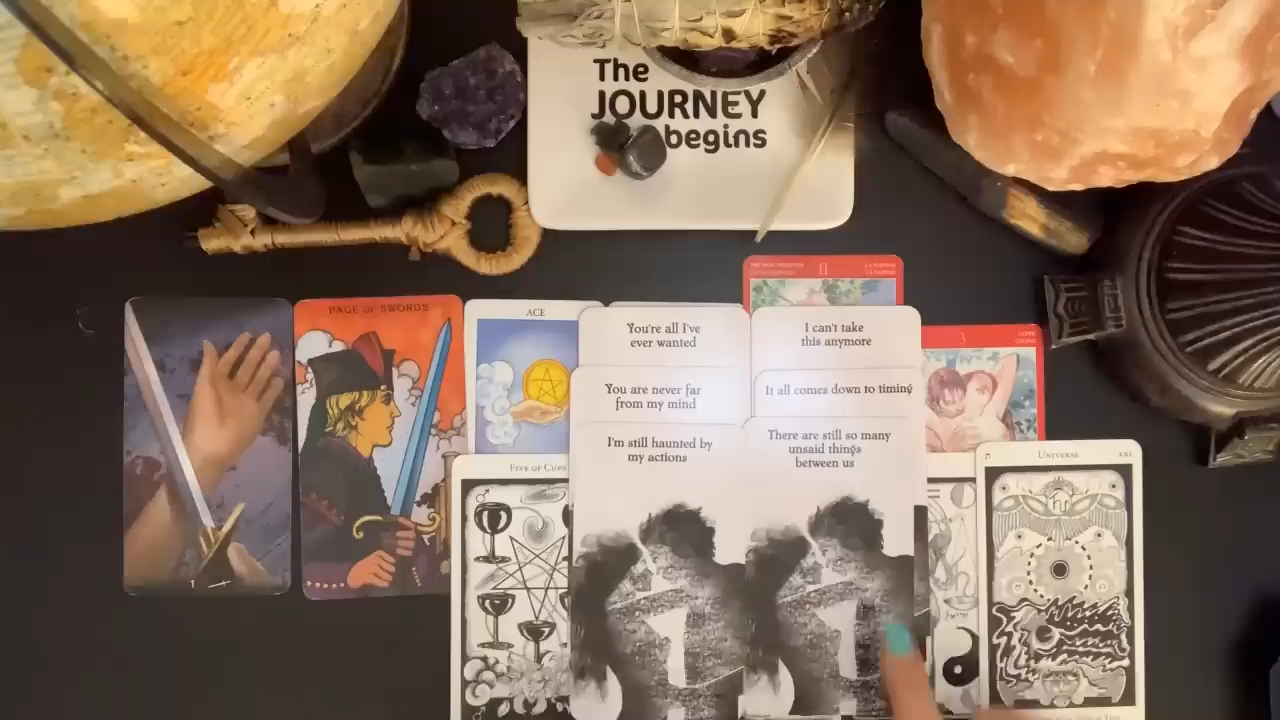 The
JOURNEY
begins
PAGE OF SWORDS
ACE
II
You're all I've
ever wanted
I can't take
this anymore
3
You are never far
from my mind
It all comes down to timing
I'm still haunted by
my actions
There are still so many
unsaid things
between us
FIVE OF CUPS
UNIVERSE
XXI
1